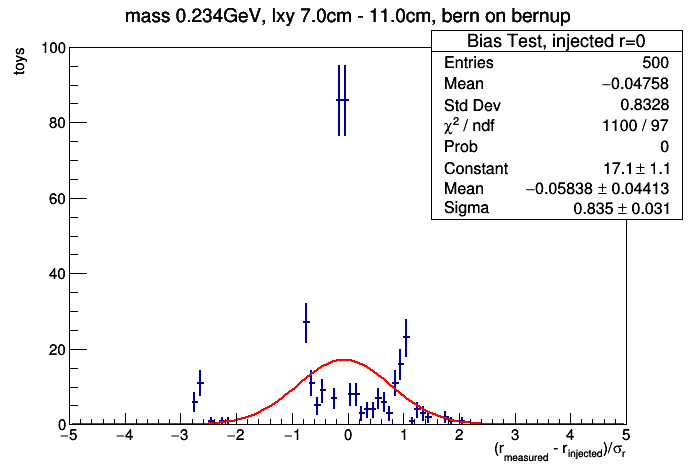 mass 0.234GeV, lxy 7.0cm - 11.0cm, bern on bernup
Bias Test, injected r=0
Entries 500
Mean −0.04758
Std Dev 0.8328
χ² / ndf 1100 / 97
Prob 0
Constant 17.1 ± 1.1
Mean −0.05838 ± 0.04413
Sigma 0.835 ± 0.031
toys
100
80
60
40
20
0
−5 −4 −3 −2 −1 0 1 2 3 4 5
(r_measured - r_injected)/σ_r